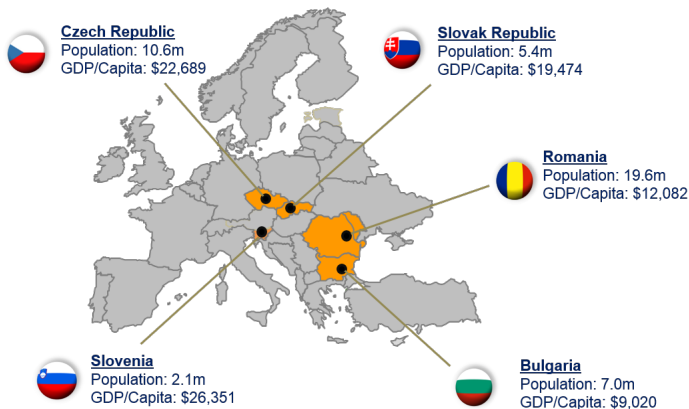 Czech Republic
Population: 10.6m
GDP/Capita: $22,689
Slovak Republic
Population: 5.4m
GDP/Capita: $19,474
Romania
Population: 19.6m
GDP/Capita: $12,082
Slovenia
Population: 2.1m
GDP/Capita: $26,351
Bulgaria
Population: 7.0m
GDP/Capita: $9,020